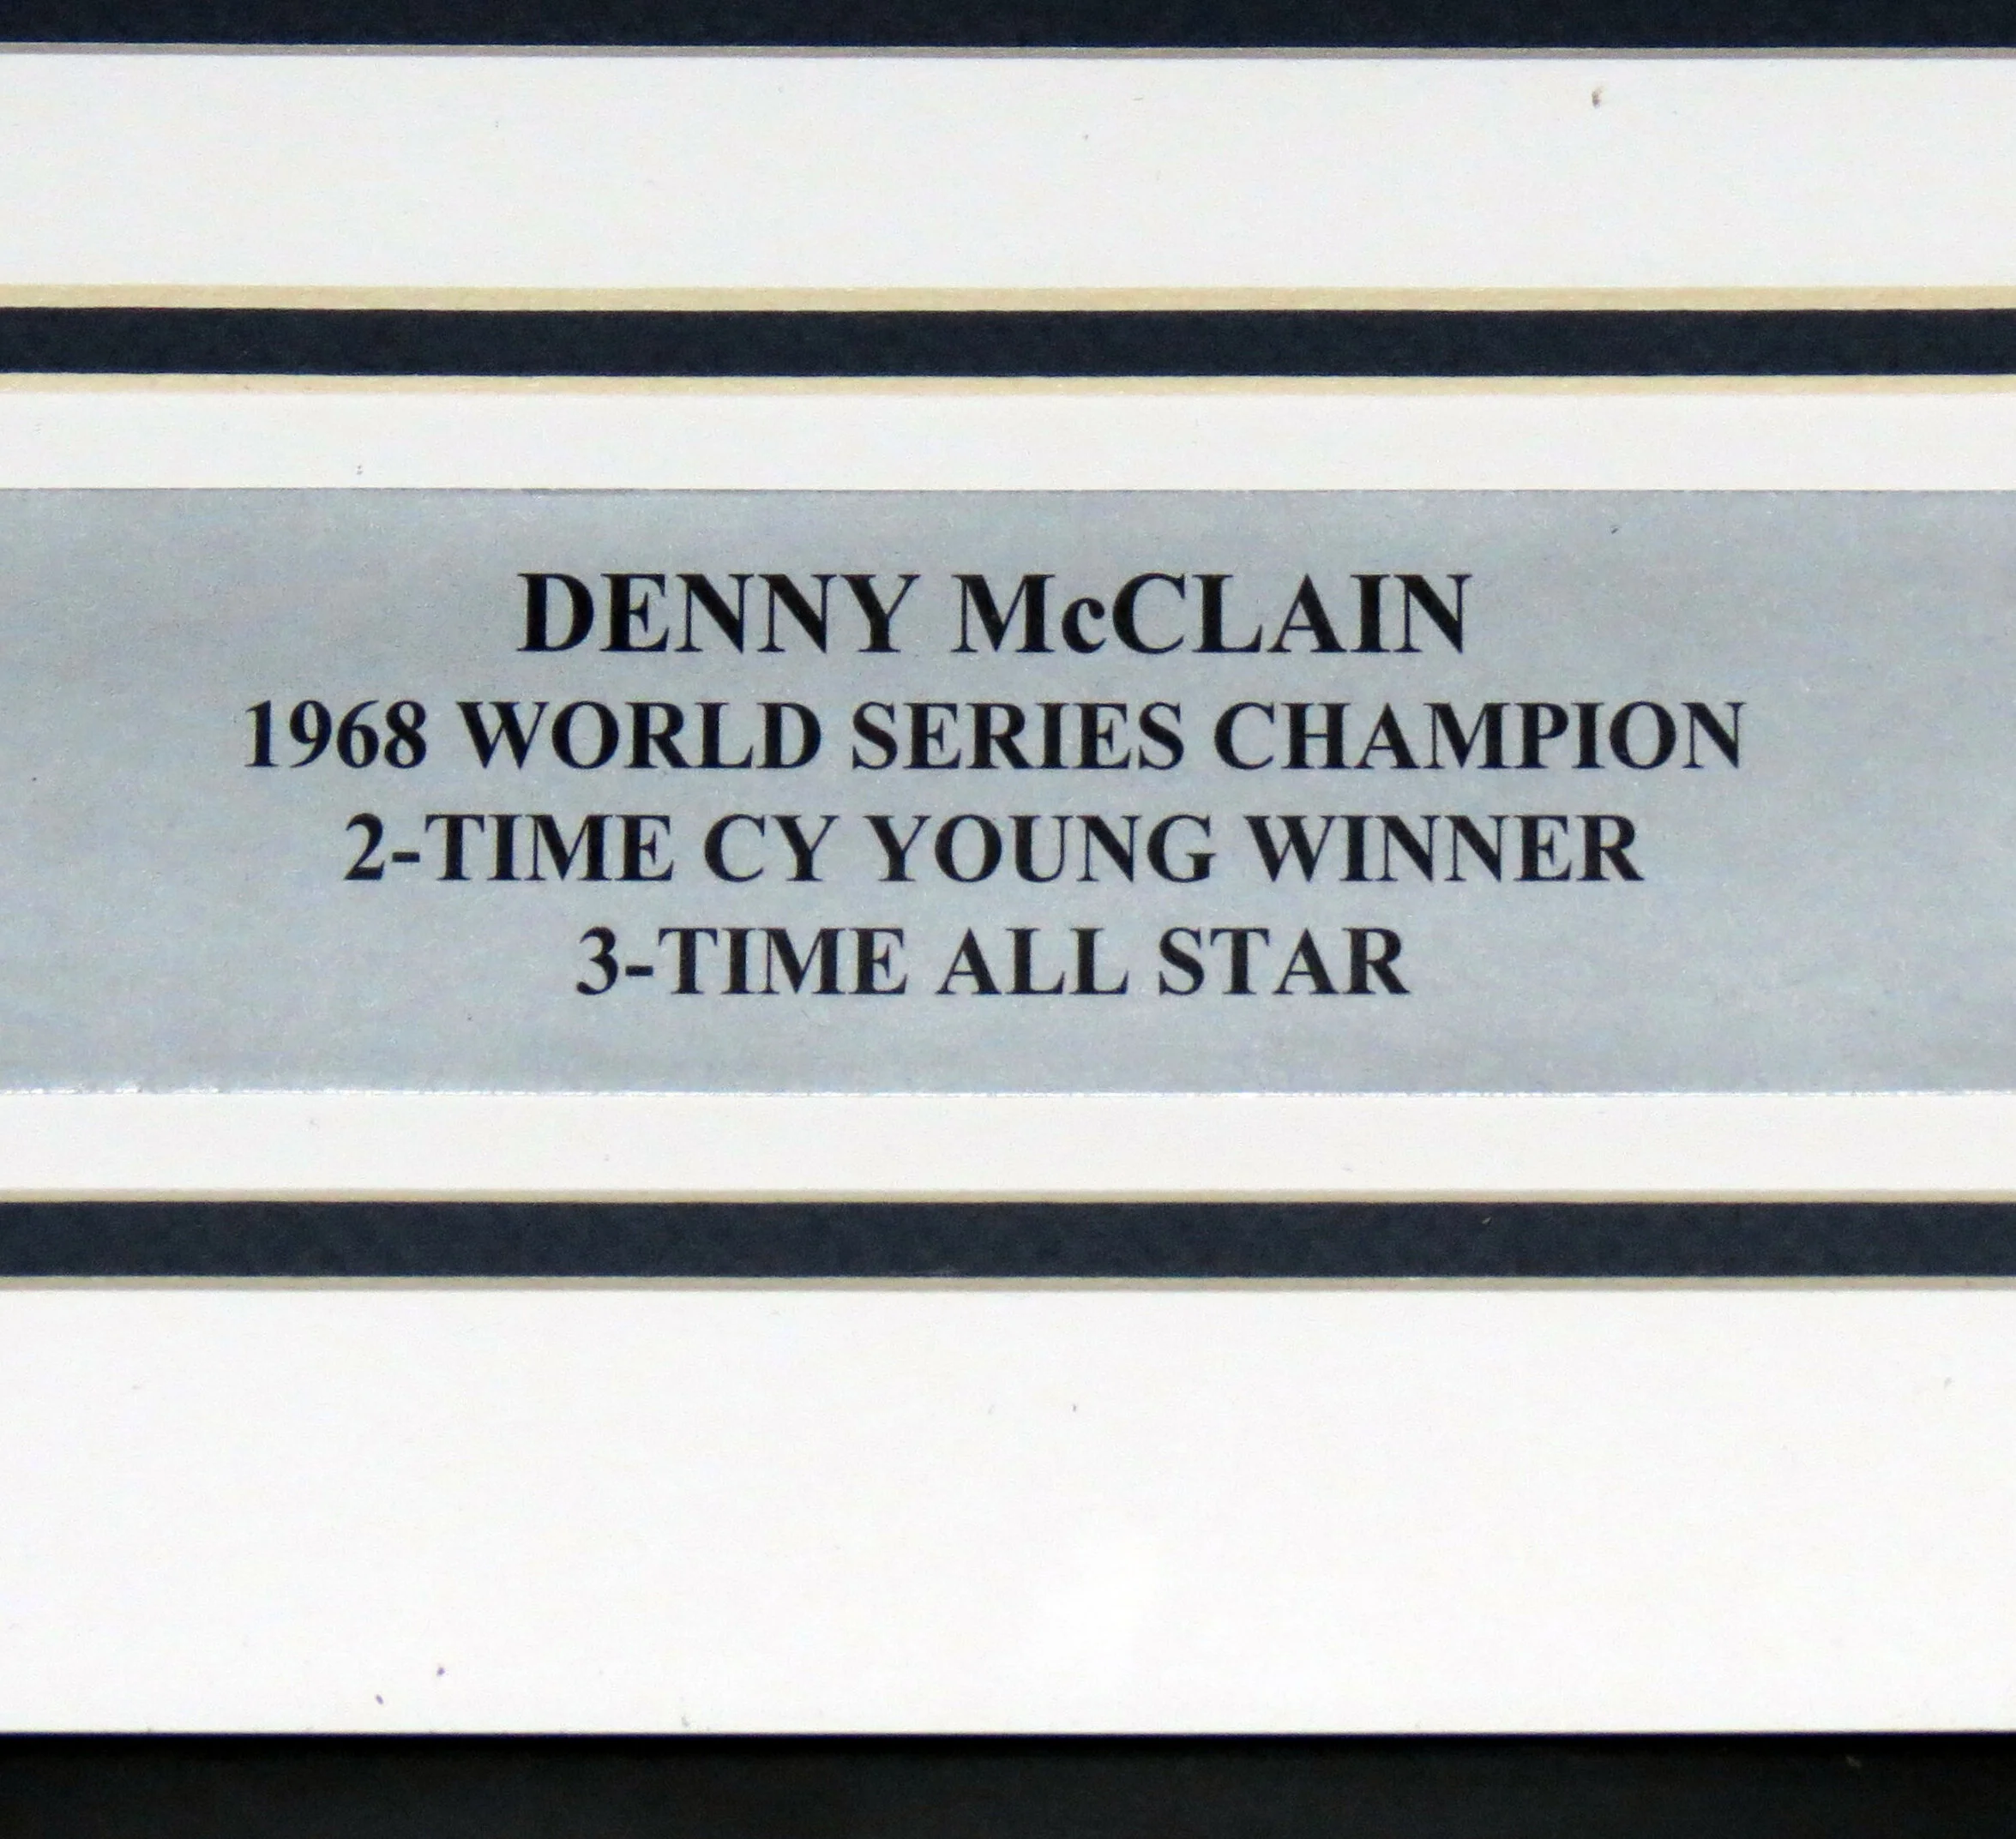 DENNY McCLAIN
1968 WORLD SERIES CHAMPION
2-TIME CY YOUNG WINNER
3-TIME ALL STAR